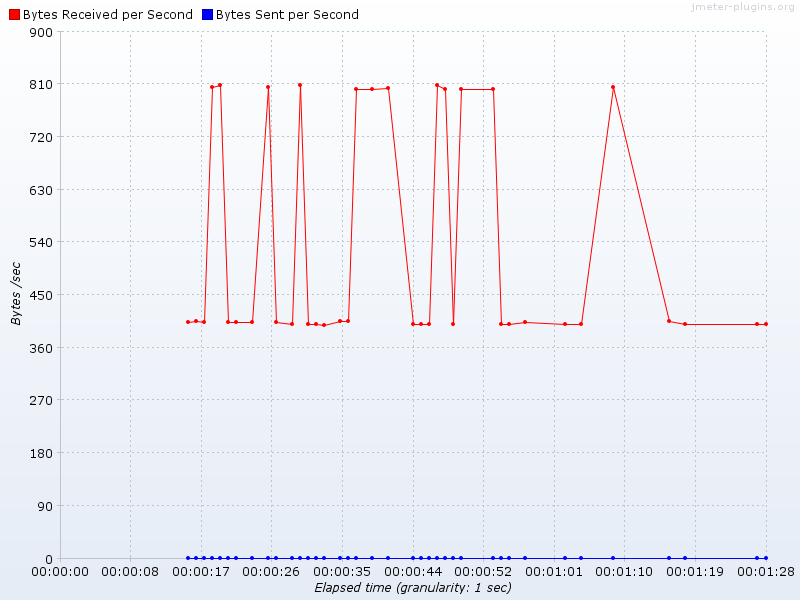 Bytes Received per Second Bytes Sent per Second
jmeter-plugins.org
900
810
720
630
540
450
360
270
180
90
0
Bytes /sec
00:00:00 00:00:08 00:00:17 00:00:26 00:00:35 00:00:44 00:00:52 00:01:01 00:01:10 00:01:19 00:01:28
Elapsed time (granularity: 1 sec)